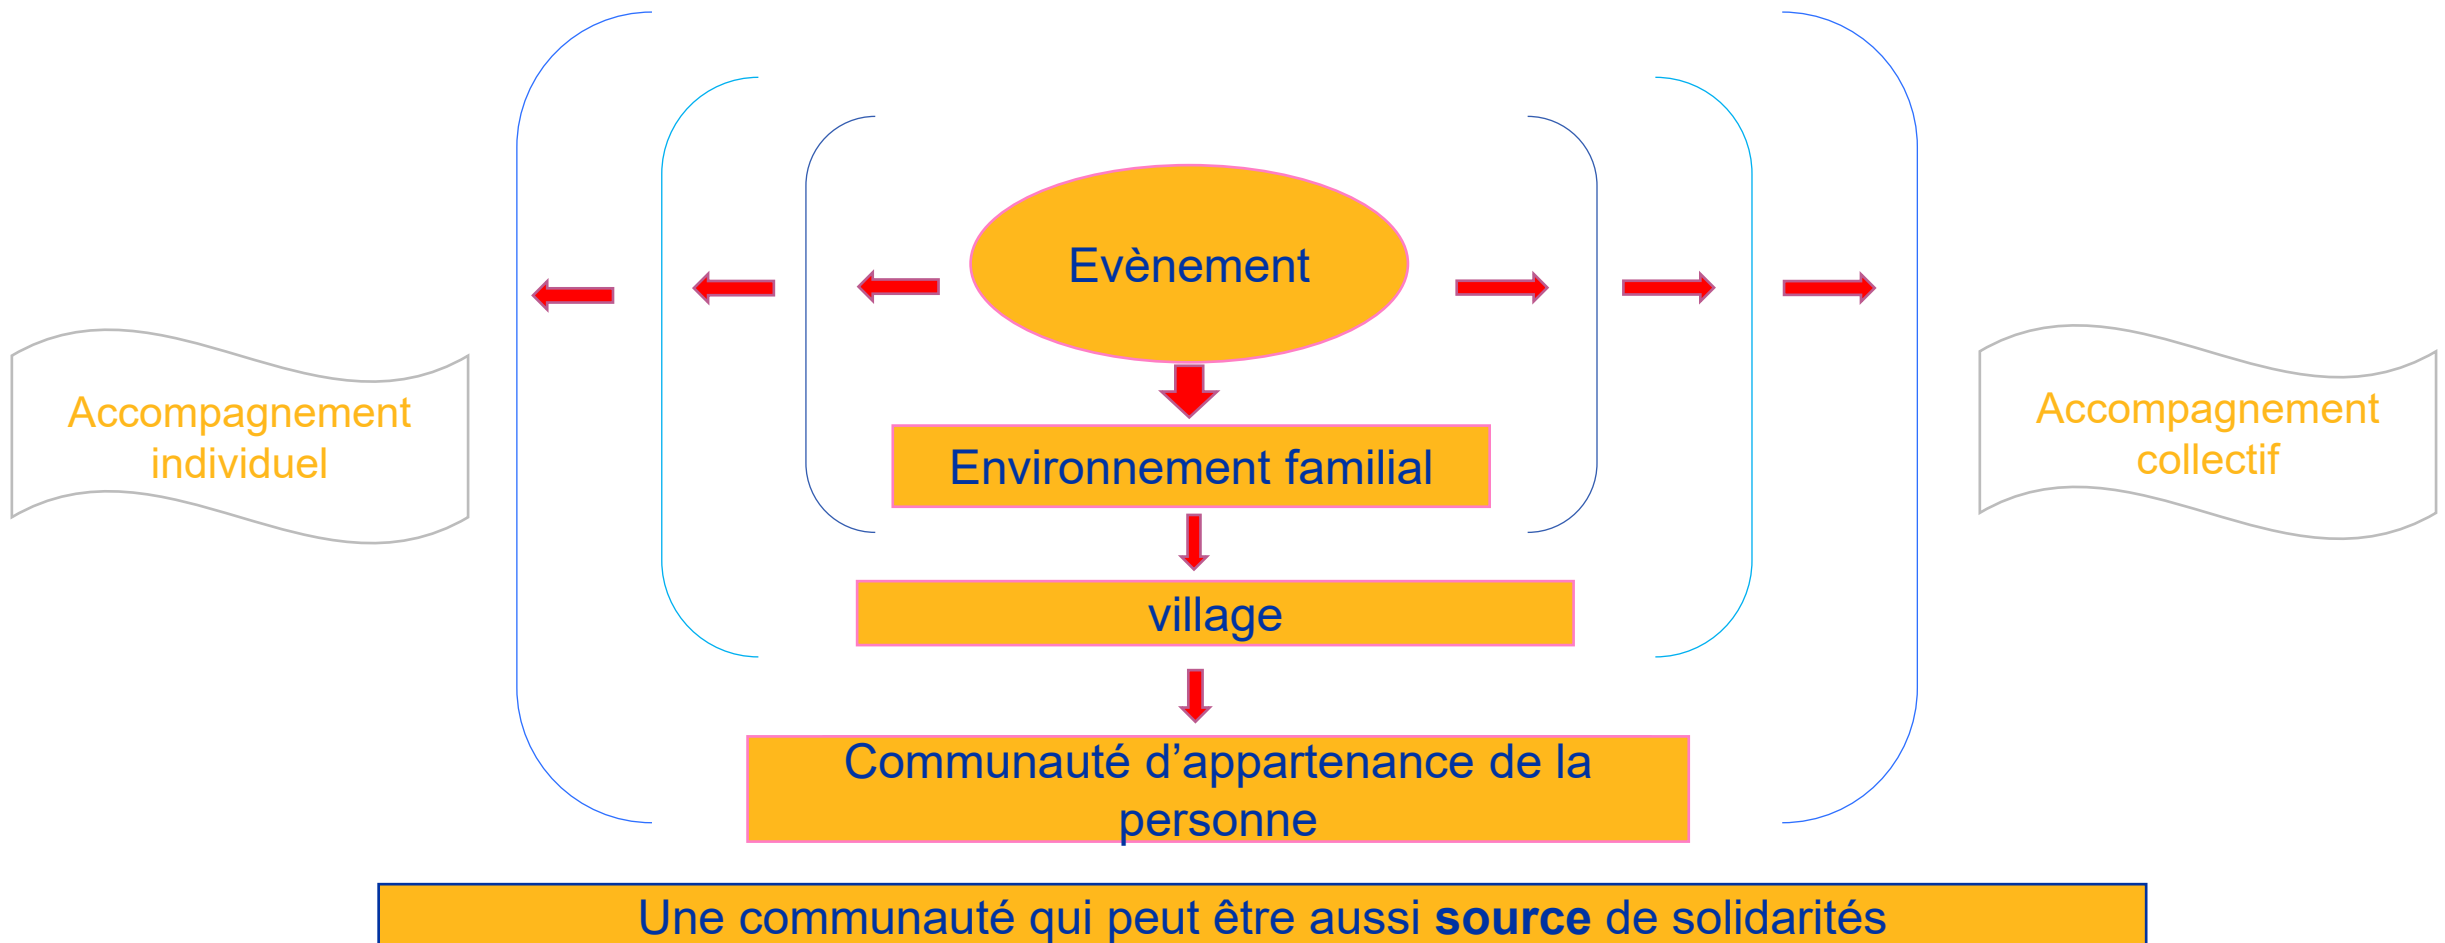 Evènement
Accompagnement
individuel
Accompagnement
collectif
Environnement familial
village
Communauté d’appartenance de la
personne
Une communauté qui peut être aussi source de solidarités